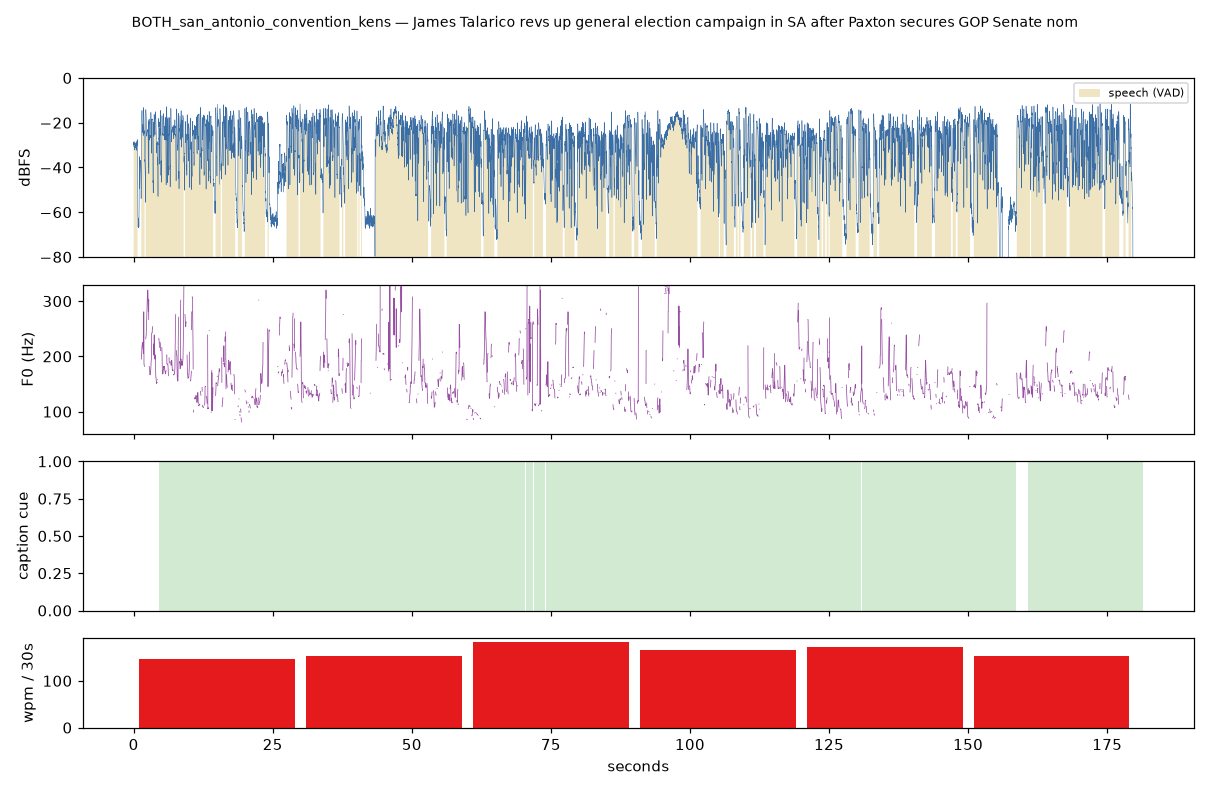 BOTH_san_antonio_convention_kens — James Talarico revs up general election campaign in SA after Paxton secures GOP Senate nom
0
−20
−40
−60
−80
dBFS
speech (VAD)
300
200
100
F0 (Hz)
1.00
0.75
0.50
0.25
0.00
caption cue
100
0
wpm / 30s
0 25 50 75 100 125 150 175
seconds